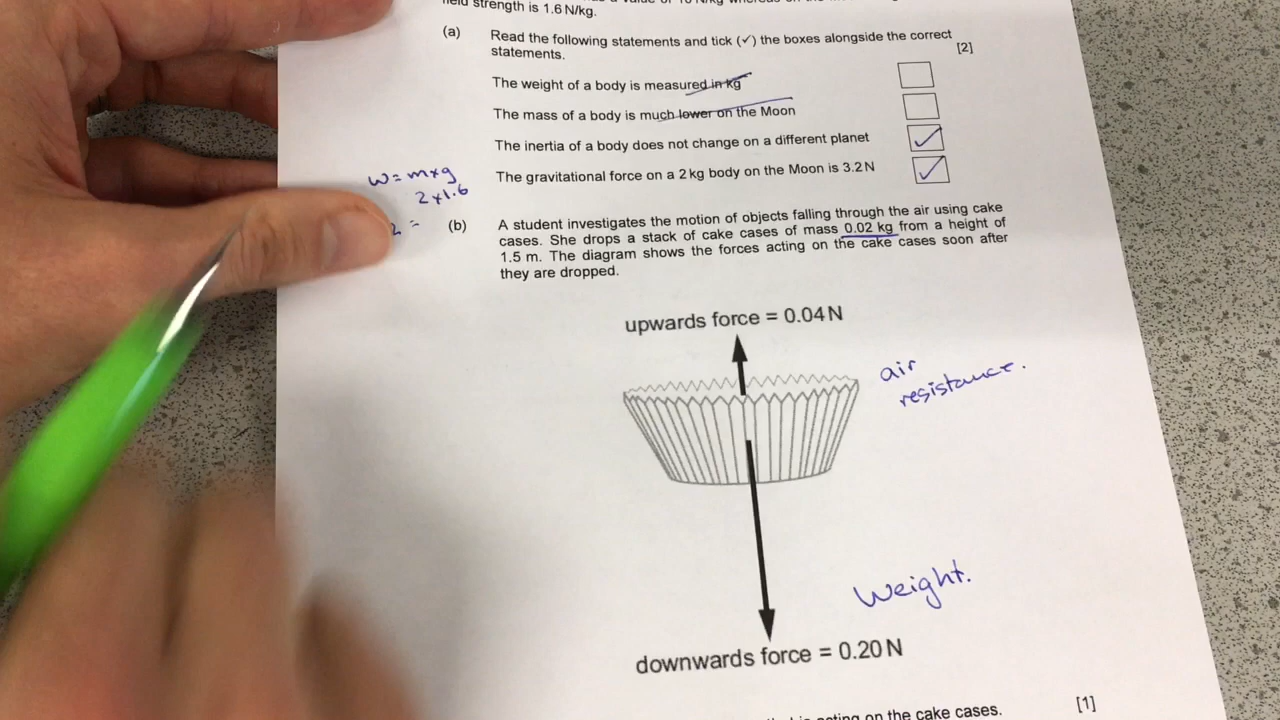 field strength is 1.6 N/kg.
(a) Read the following statements and tick (✓) the boxes alongside the correct
statements. [2]
The weight of a body is measured in kg
The mass of a body is much lower on the Moon
The inertia of a body does not change on a different planet ✓
The gravitational force on a 2 kg body on the Moon is 3.2 N ✓
w = m×g
2×1.6
=
(b) A student investigates the motion of objects falling through the air using cake
cases. She drops a stack of cake cases of mass 0.02 kg from a height of
1.5 m. The diagram shows the forces acting on the cake cases soon after
they are dropped.
upwards force = 0.04 N
air
resistance.
Weight.
downwards force = 0.20 N
acting on the cake cases. [1]